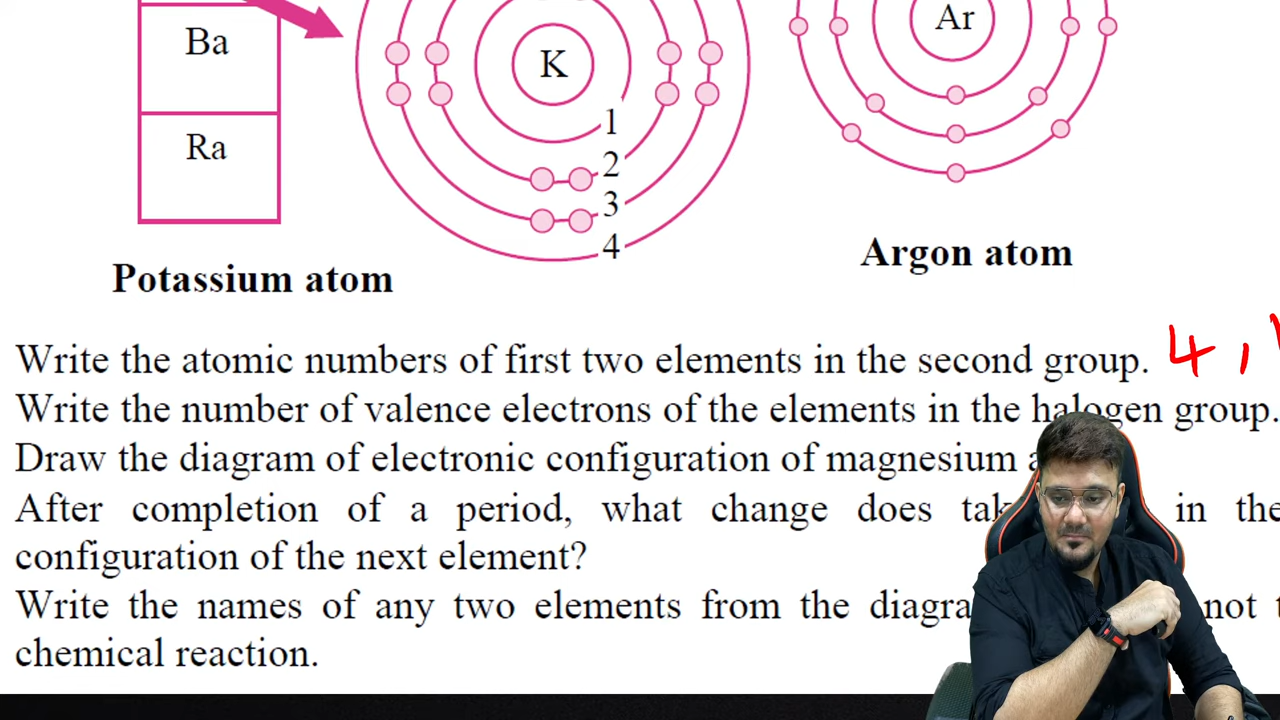 Ba
Ra
K
1
2
3
4
Ar
Potassium atom
Argon atom
Write the atomic numbers of first two elements in the second group. 4,
Write the number of valence electrons of the elements in the halogen group.
Draw the diagram of electronic configuration of magnesium
After completion of a period, what change does in the
configuration of the next element?
Write the names of any two elements from the not
chemical reaction.